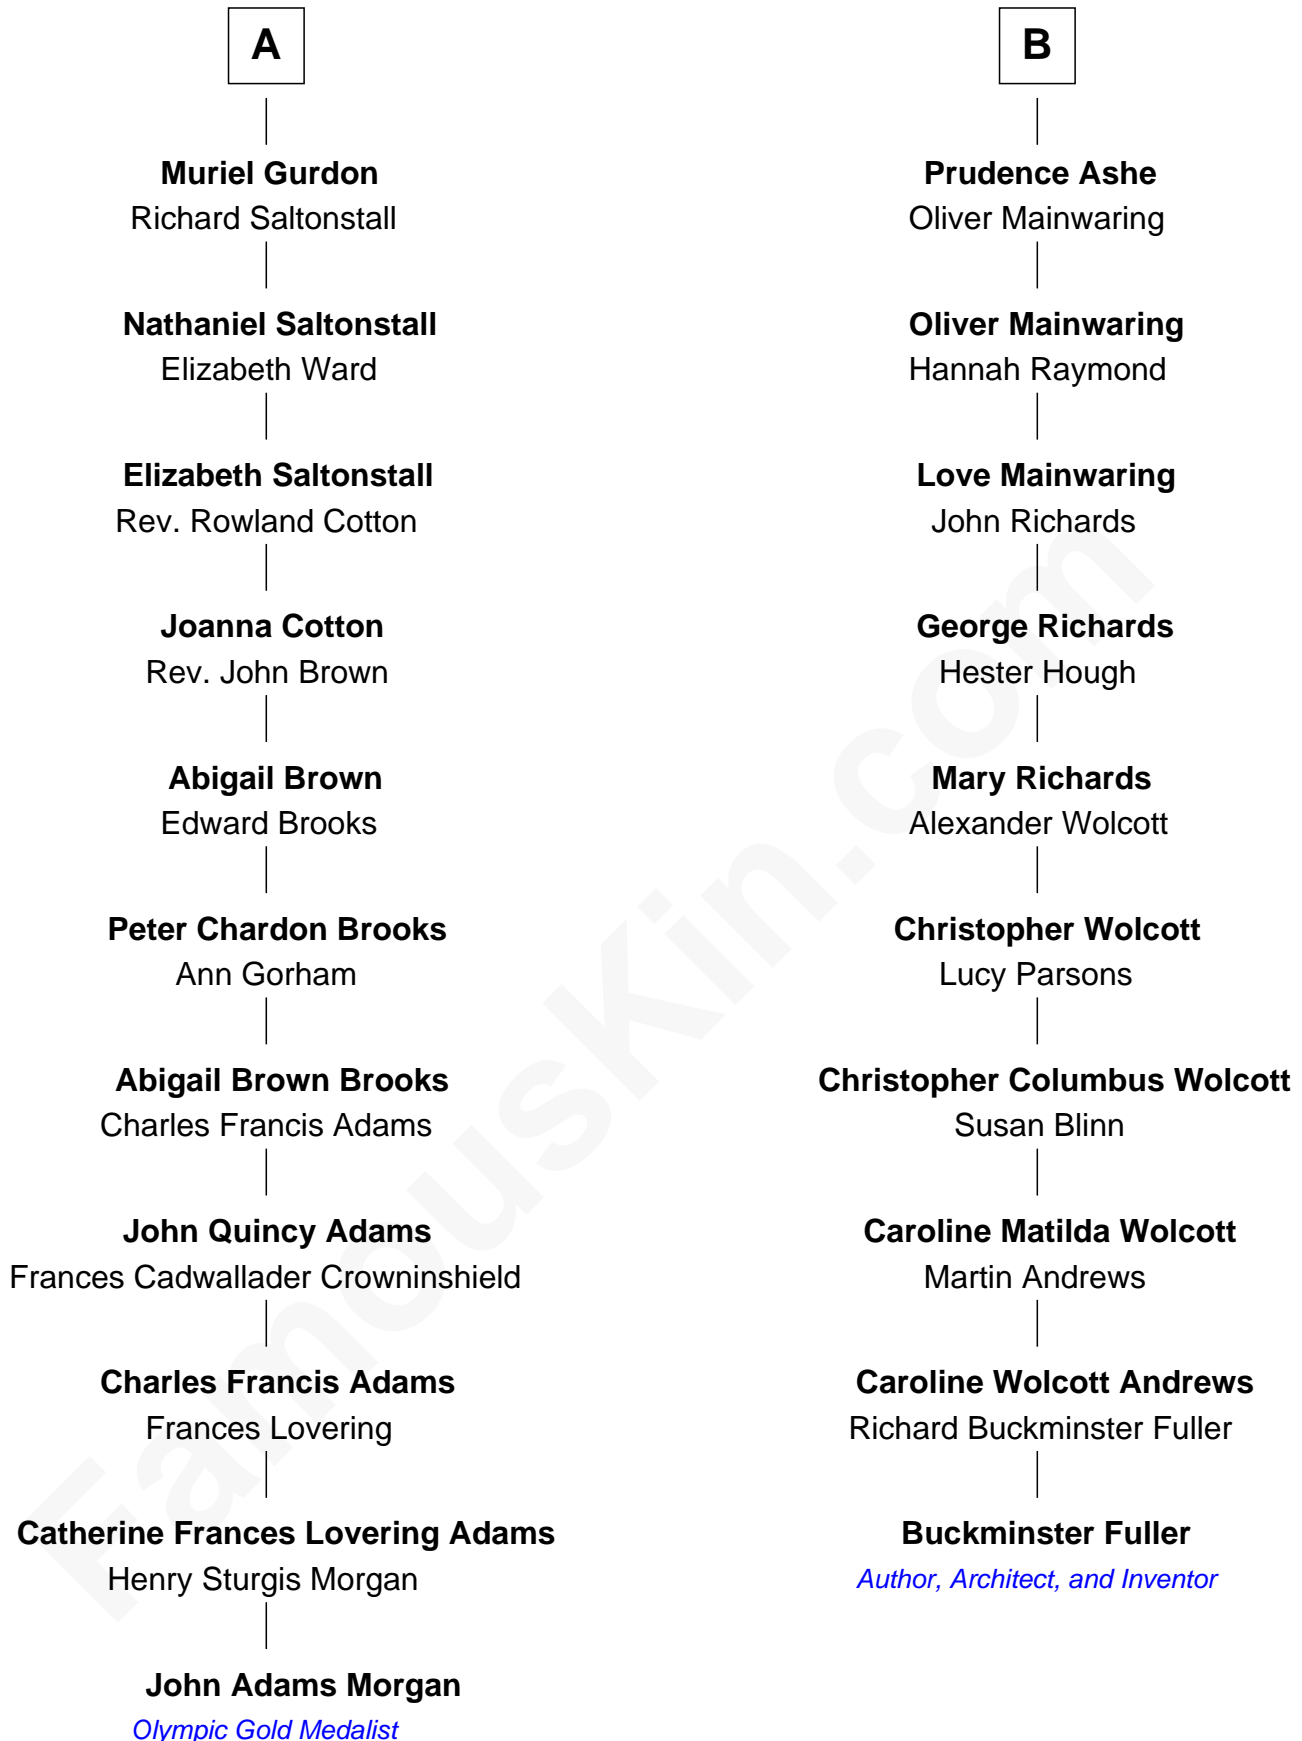 A
Muriel Gurdon
Richard Saltonstall
Nathaniel Saltonstall
Elizabeth Ward
Elizabeth Saltonstall
Rev. Rowland Cotton
Joanna Cotton
Rev. John Brown
Abigail Brown
Edward Brooks
Peter Chardon Brooks
Ann Gorham
Abigail Brown Brooks
Charles Francis Adams
John Quincy Adams
Frances Cadwallader Crowninshield
Charles Francis Adams
Frances Lovering
Catherine Frances Lovering Adams
Henry Sturgis Morgan
John Adams Morgan
Olympic Gold Medalist
B
Prudence Ashe
Oliver Mainwaring
Oliver Mainwaring
Hannah Raymond
Love Mainwaring
John Richards
George Richards
Hester Hough
Mary Richards
Alexander Wolcott
Christopher Wolcott
Lucy Parsons
Christopher Columbus Wolcott
Susan Blinn
Caroline Matilda Wolcott
Martin Andrews
Caroline Wolcott Andrews
Richard Buckminster Fuller
Buckminster Fuller
Author, Architect, and Inventor
FamousKin.com